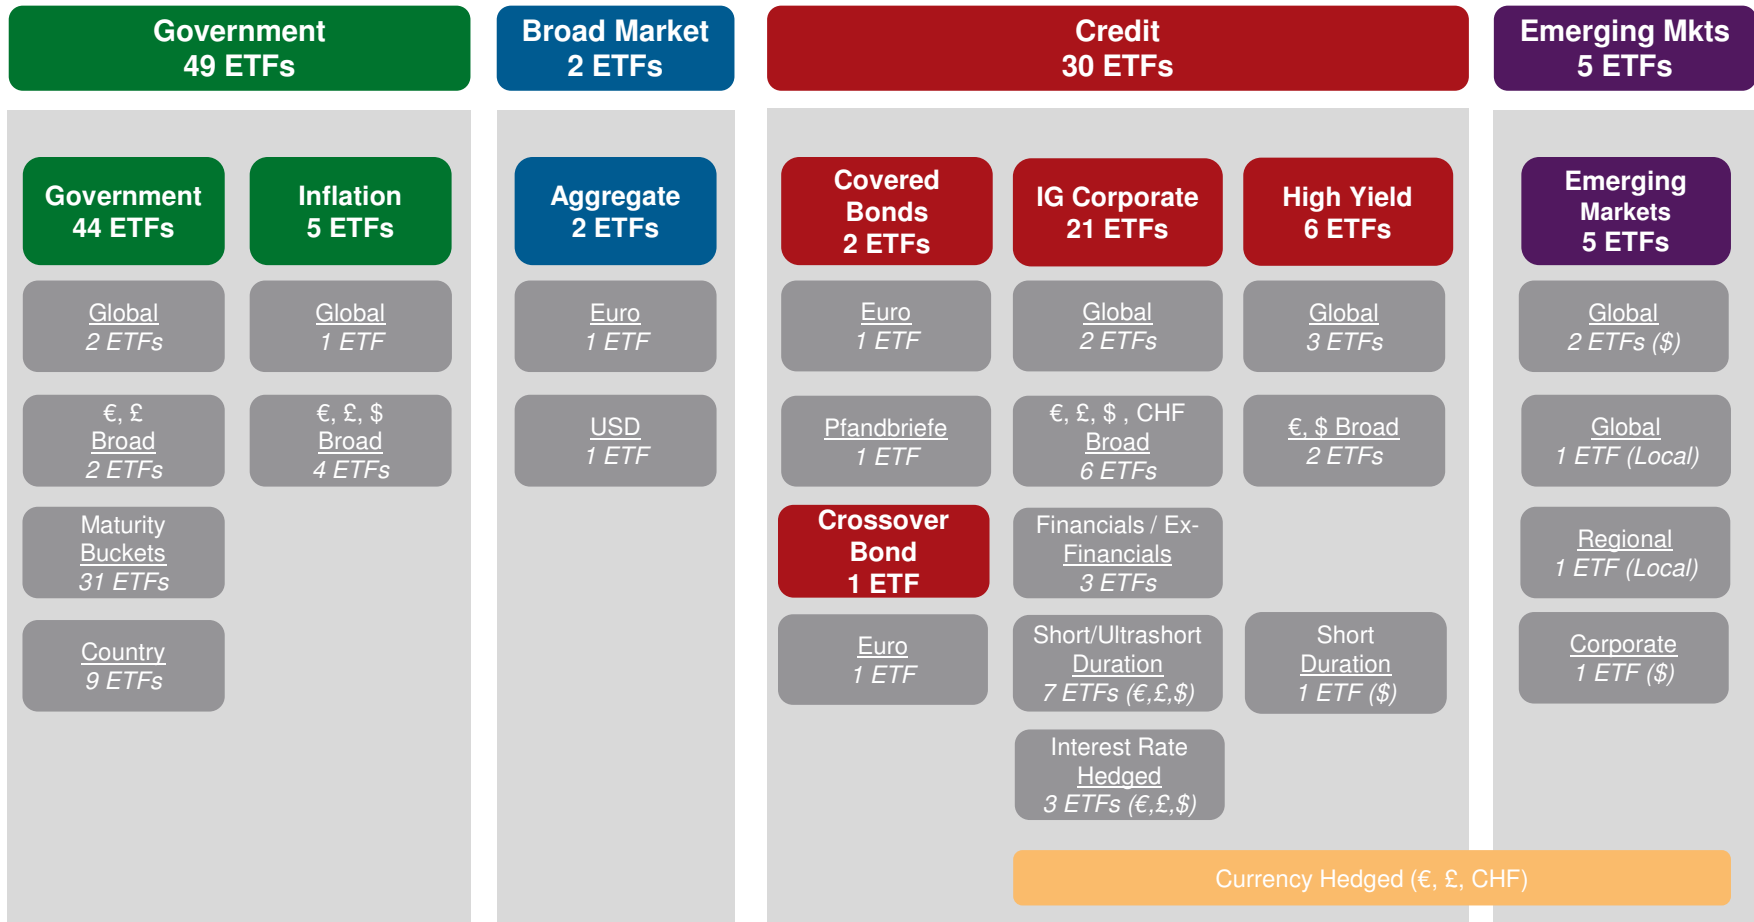 Government
49 ETFs
Broad Market
2 ETFs
Credit
30 ETFs
Emerging Mkts
5 ETFs
Government
44 ETFs
Global
2 ETFs
€, £
Broad
2 ETFs
Maturity
Buckets
31 ETFs
Country
9 ETFs
Inflation
5 ETFs
Global
1 ETF
€, £, $
Broad
4 ETFs
Aggregate
2 ETFs
Euro
1 ETF
USD
1 ETF
Covered
Bonds
2 ETFs
Euro
1 ETF
Pfandbriefe
1 ETF
Crossover
Bond
1 ETF
Euro
1 ETF
IG Corporate
21 ETFs
Global
2 ETFs
€, £, $ , CHF
Broad
6 ETFs
Financials / Ex-
Financials
3 ETFs
Short/Ultrashort
Duration
7 ETFs (€,£,$)
Interest Rate
Hedged
3 ETFs (€,£,$)
High Yield
6 ETFs
Global
3 ETFs
€, $ Broad
2 ETFs
Short
Duration
1 ETF ($)
Emerging
Markets
5 ETFs
Global
2 ETFs ($)
Global
1 ETF (Local)
Regional
1 ETF (Local)
Corporate
1 ETF ($)
Currency Hedged (€, £, CHF)